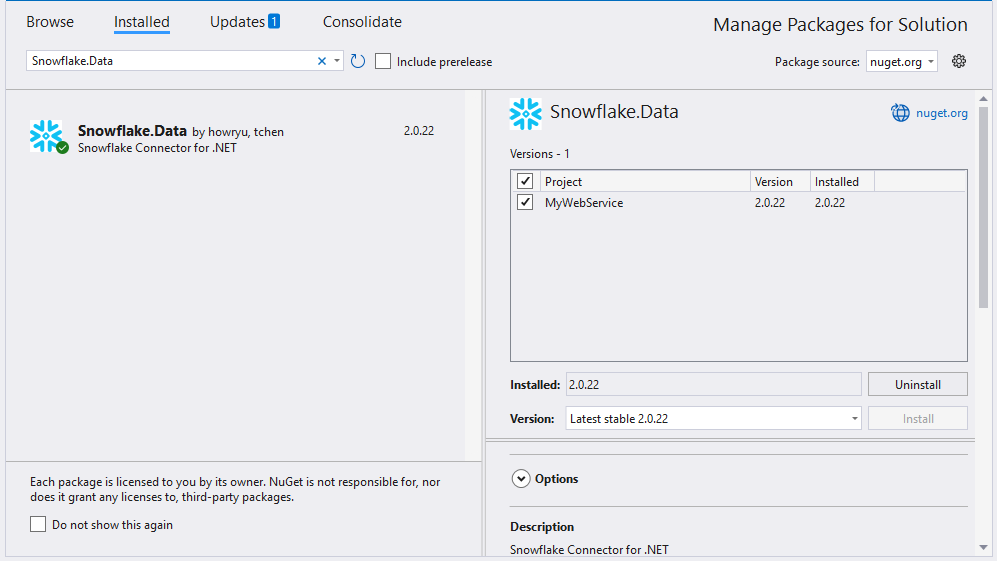 Browse
Installed
Updates 1
Consolidate
Manage Packages for Solution
Snowflake.Data
Include prerelease
Package source: nuget.org
Snowflake.Data by howryu, tchen
2.0.22
Snowflake Connector for .NET
Each package is licensed to you by its owner. NuGet is not responsible for, nor
does it grant any licenses to, third-party packages.
Do not show this again
Snowflake.Data
nuget.org
Versions - 1
Project Version Installed
MyWebService 2.0.22 2.0.22
Installed: 2.0.22 Uninstall
Version: Latest stable 2.0.22 Install
Options
Description
Snowflake Connector for .NET